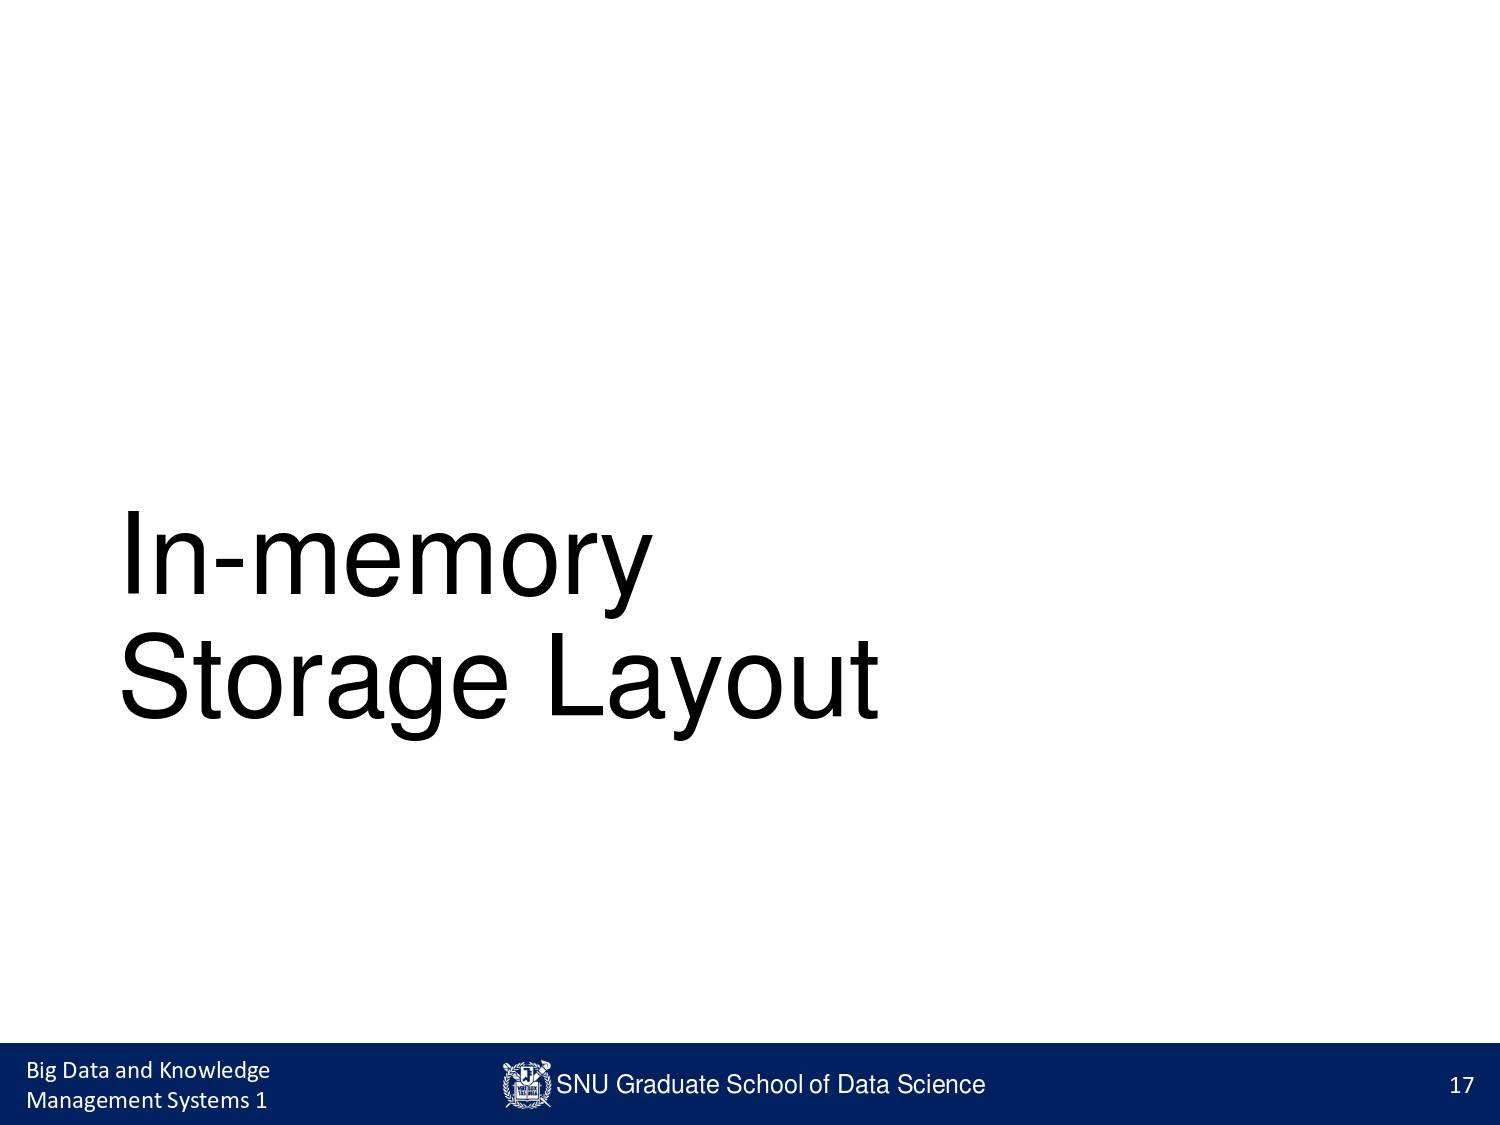 In-memory
Storage Layout
Big Data and Knowledge
Management Systems 1
SNU Graduate School of Data Science
17